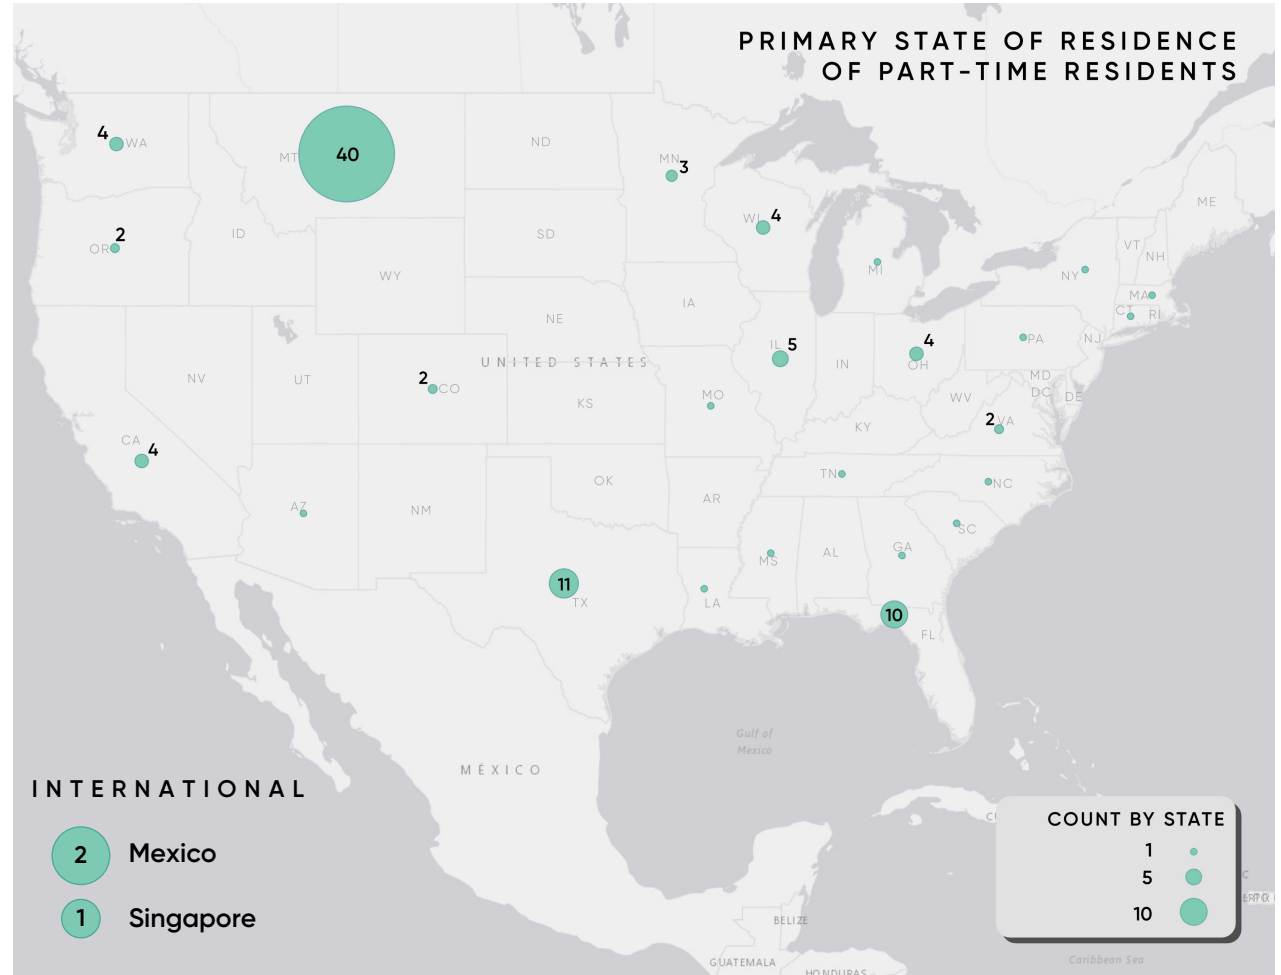 PRIMARY STATE OF RESIDENCE
OF PART-TIME RESIDENTS
4
WA
MT
40
ND
MN
3
ME
OR
2
ID
SD
WI
4
VT
NH
WY
MI
NY
MA
IA
CT
RI
NE
IL
5
4
PA
NJ
UNITED STATES
NV
UT
2
CO
IN
OH
MD
DC
DE
KS
MO
WV
2
VA
CA
4
KY
OK
TN
NC
AZ
NM
AR
SC
MS
AL
GA
11
TX
LA
10
FL
Gulf of
Mexico
MÉXICO
INTERNATIONAL
2
Mexico
1
Singapore
COUNT BY STATE
1
5
10
BELIZE
GUATEMALA
HONDURAS
Caribbean Sea